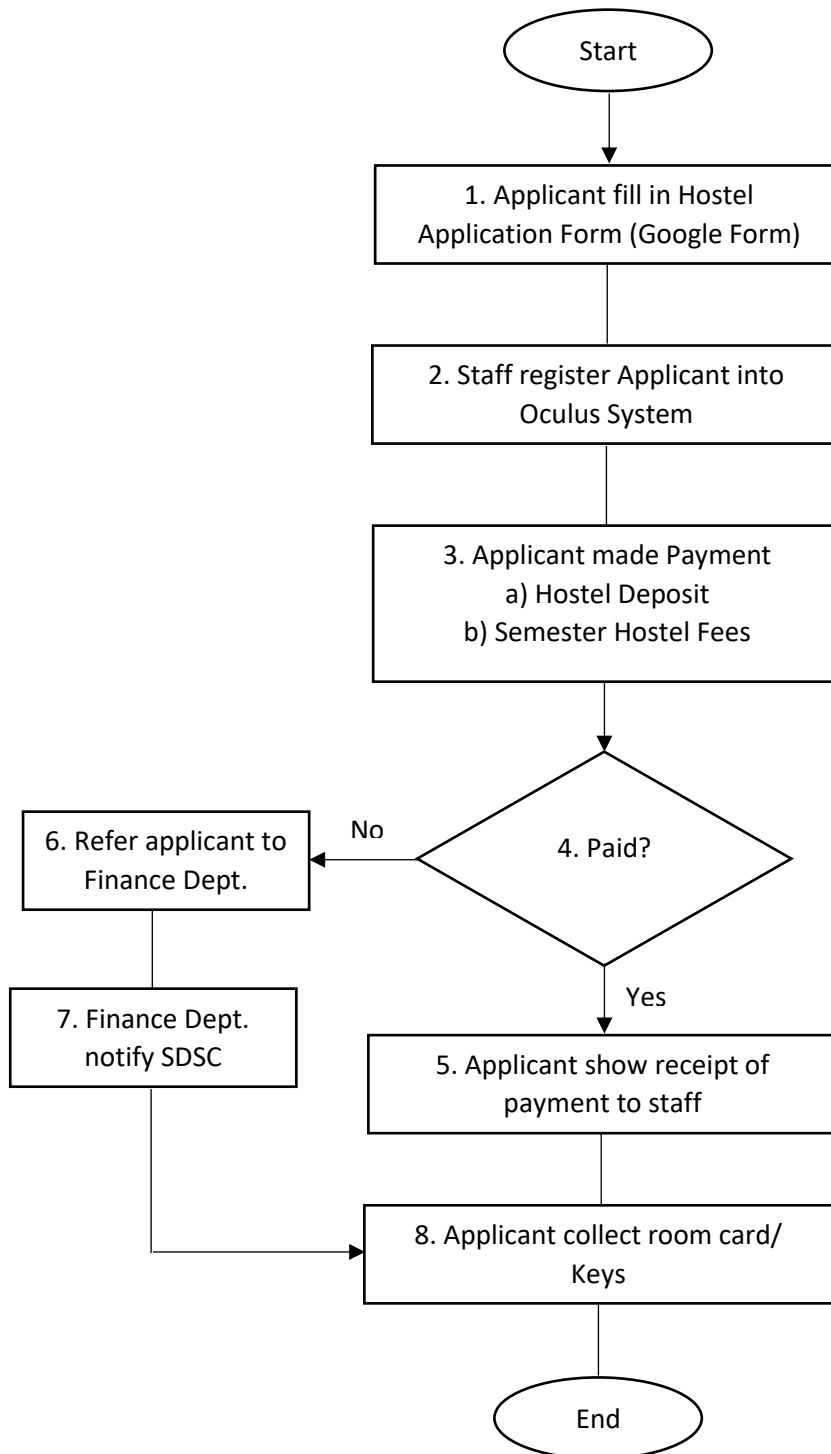 Start
1. Applicant fill in Hostel
Application Form (Google Form)
2. Staff register Applicant into
Oculus System
3. Applicant made Payment
a) Hostel Deposit
b) Semester Hostel Fees
4. Paid?
No
6. Refer applicant to
Finance Dept.
Yes
7. Finance Dept.
notify SDSC
5. Applicant show receipt of
payment to staff
8. Applicant collect room card/
Keys
End